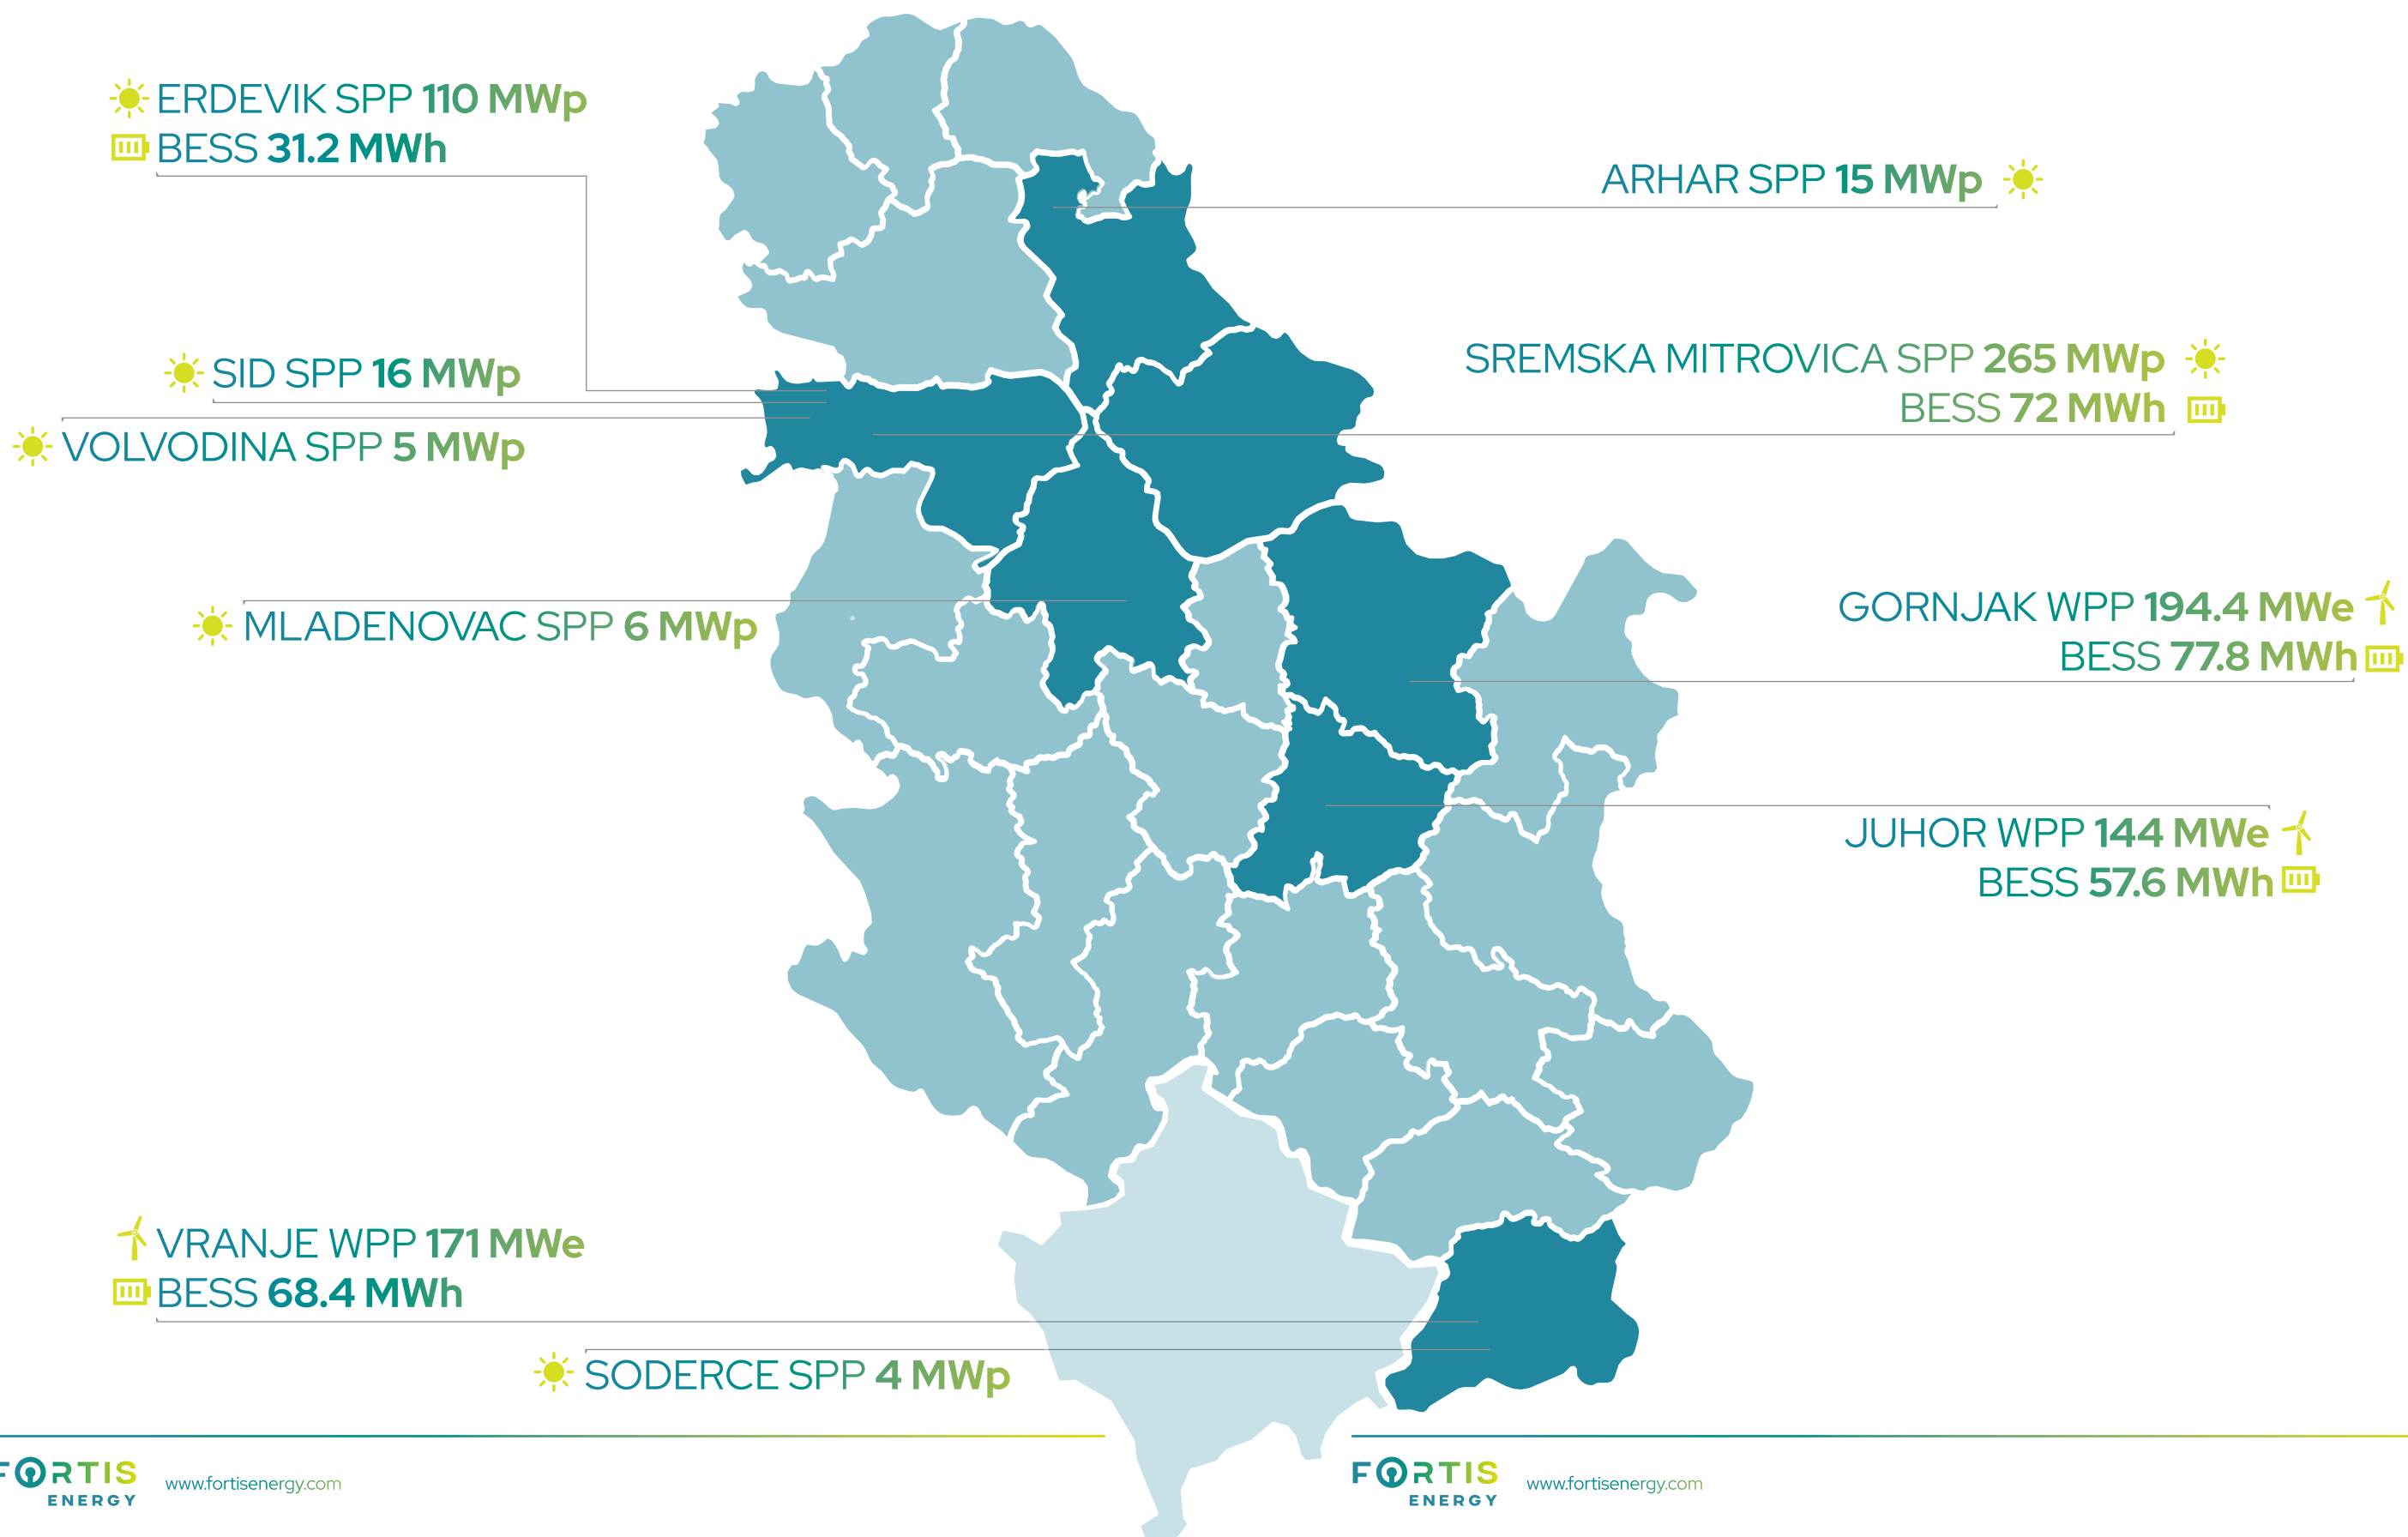 ERDEVIK SPP 110 MWp
BESS 31.2 MWh
SID SPP 16 MWp
VOLVODINA SPP 5 MWp
MLADENOVAC SPP 6 MWp
VRANJE WPP 171 MWe
BESS 68.4 MWh
SODERCE SPP 4 MWp
ARHAR SPP 15 MWp
SREMSKA MITROVICA SPP 265 MWp
BESS 72 MWh
GORNJAK WPP 194.4 MWe
BESS 77.8 MWh
JUHOR WPP 144 MWe
BESS 57.6 MWh
FORTIS
ENERGY
www.fortisenergy.com
FORTIS
ENERGY
www.fortisenergy.com